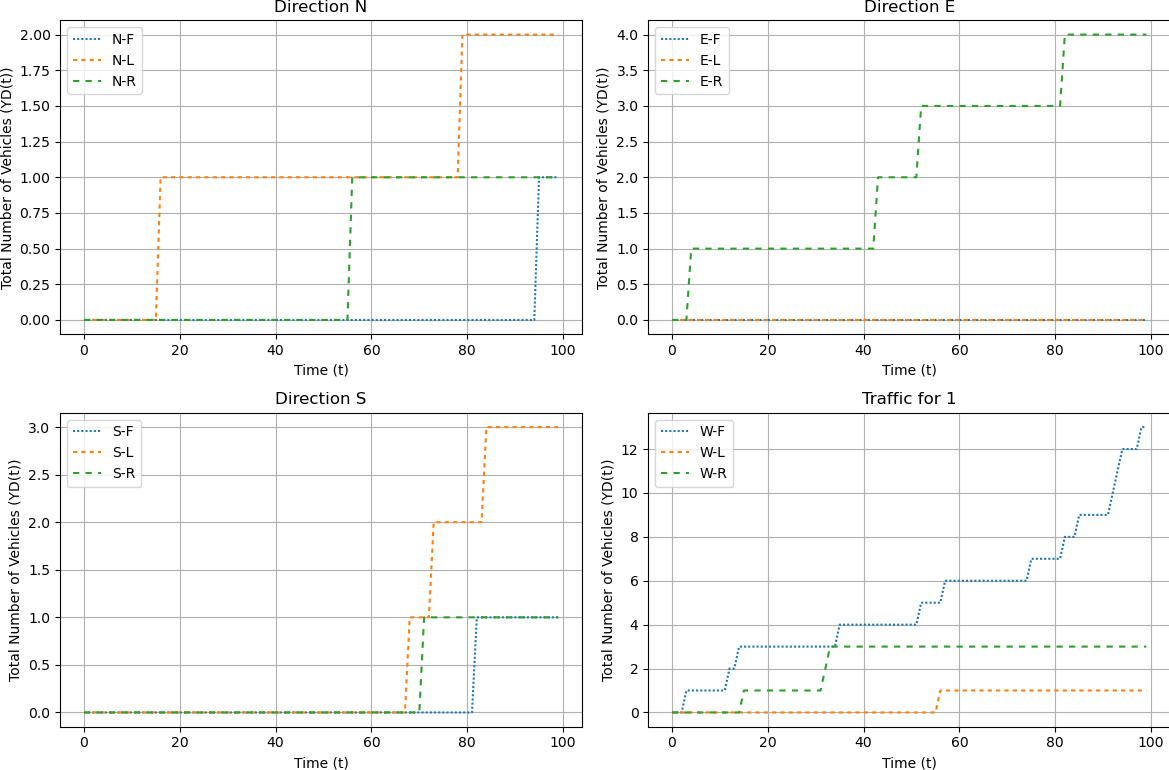 Direction N
N-F
N-L
N-R
Total Number of Vehicles (YD(t))
2.00
1.75
1.50
1.25
1.00
0.75
0.50
0.25
0.00
0 20 40 60 80 100
Time (t)
Direction E
E-F
E-L
E-R
Total Number of Vehicles (YD(t))
4.0
3.5
3.0
2.5
2.0
1.5
1.0
0.5
0.0
0 20 40 60 80 100
Time (t)
Direction S
S-F
S-L
S-R
Total Number of Vehicles (YD(t))
3.0
2.5
2.0
1.5
1.0
0.5
0.0
0 20 40 60 80 100
Time (t)
Traffic for 1
W-F
W-L
W-R
Total Number of Vehicles (YD(t))
12
10
8
6
4
2
0
0 20 40 60 80 100
Time (t)